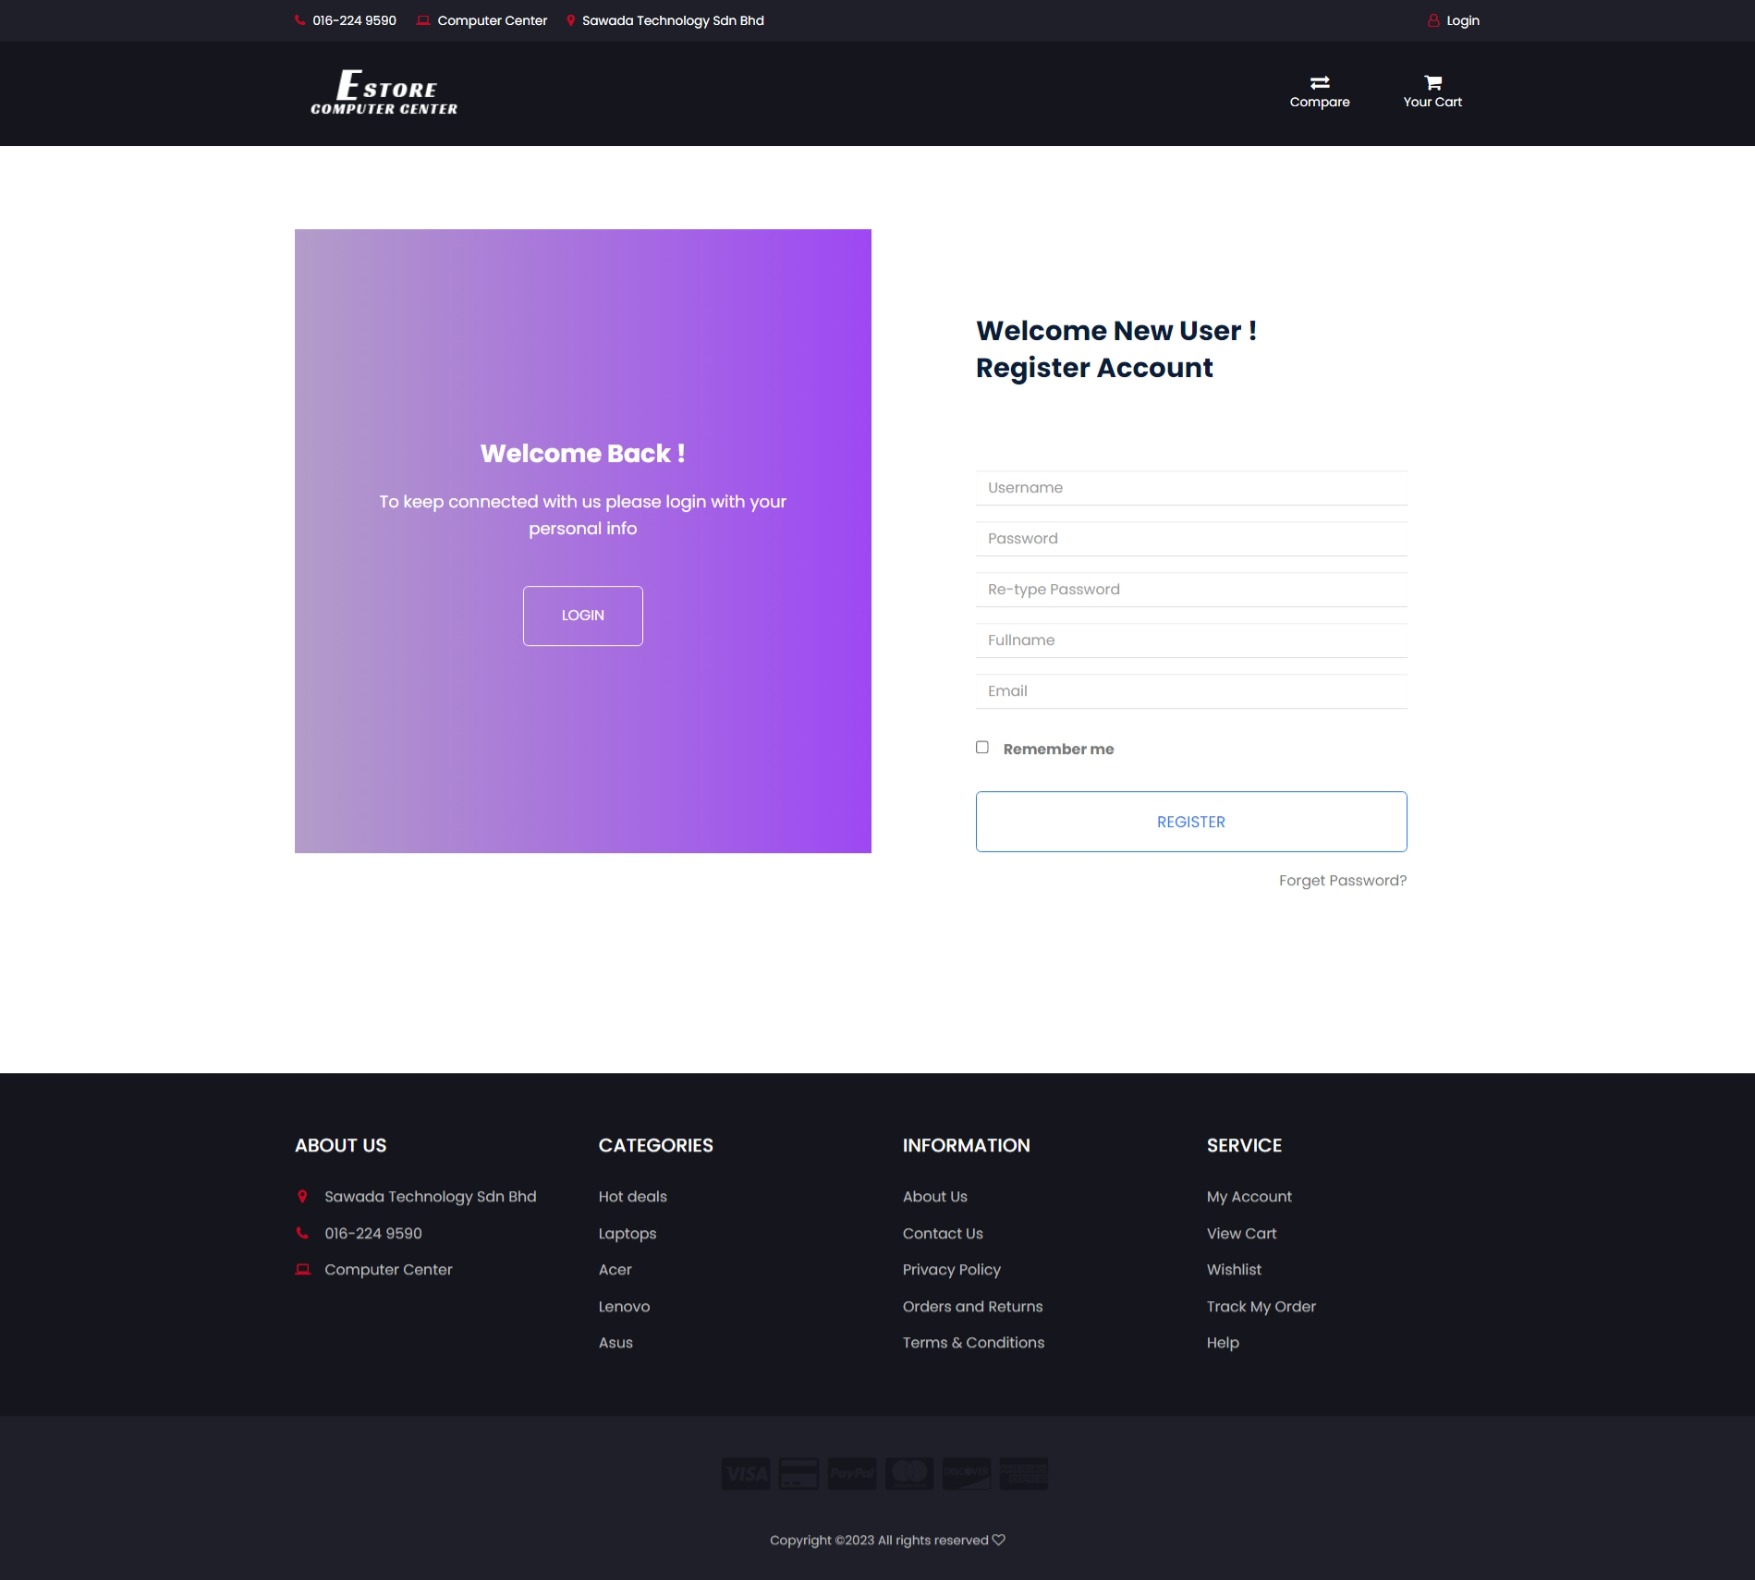 016-224 9590 Computer Center Sawada Technology Sdn Bhd Login
E STORE
COMPUTER CENTER
Compare Your Cart
Welcome Back !
To keep connected with us please login with your
personal info
LOGIN
Welcome New User !
Register Account
Username
Password
Re-type Password
Fullname
Email
Remember me
REGISTER
Forget Password?
ABOUT US
Sawada Technology Sdn Bhd
016-224 9590
Computer Center
CATEGORIES
Hot deals
Laptops
Acer
Lenovo
Asus
INFORMATION
About Us
Contact Us
Privacy Policy
Orders and Returns
Terms & Conditions
SERVICE
My Account
View Cart
Wishlist
Track My Order
Help
VISA PayPal DISCOVER
Copyright ©2023 All rights reserved